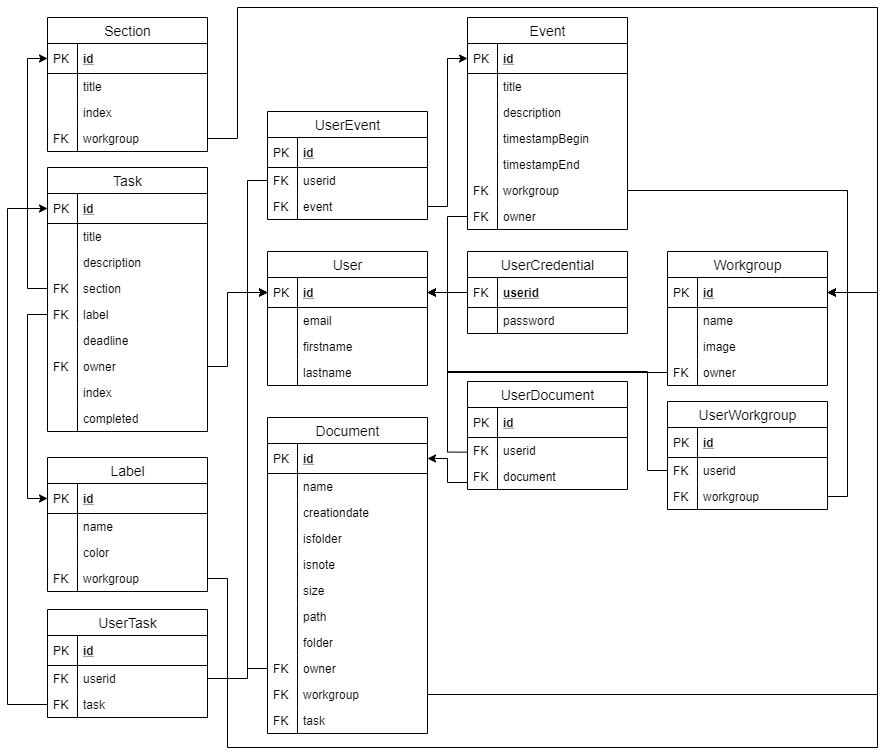 Section
PK id
title
index
FK workgroup
Task
PK id
title
description
FK section
FK label
deadline
FK owner
index
completed
Label
PK id
name
color
FK workgroup
UserTask
PK id
FK userid
FK task
UserEvent
PK id
FK userid
FK event
User
PK id
email
firstname
lastname
Document
PK id
name
creationdate
isfolder
isnote
size
path
folder
FK owner
FK workgroup
FK task
Event
PK id
title
description
timestampBegin
timestampEnd
FK workgroup
FK owner
UserCredential
FK userid
password
UserDocument
PK id
FK userid
FK document
Workgroup
PK id
name
image
FK owner
UserWorkgroup
PK id
FK userid
FK workgroup